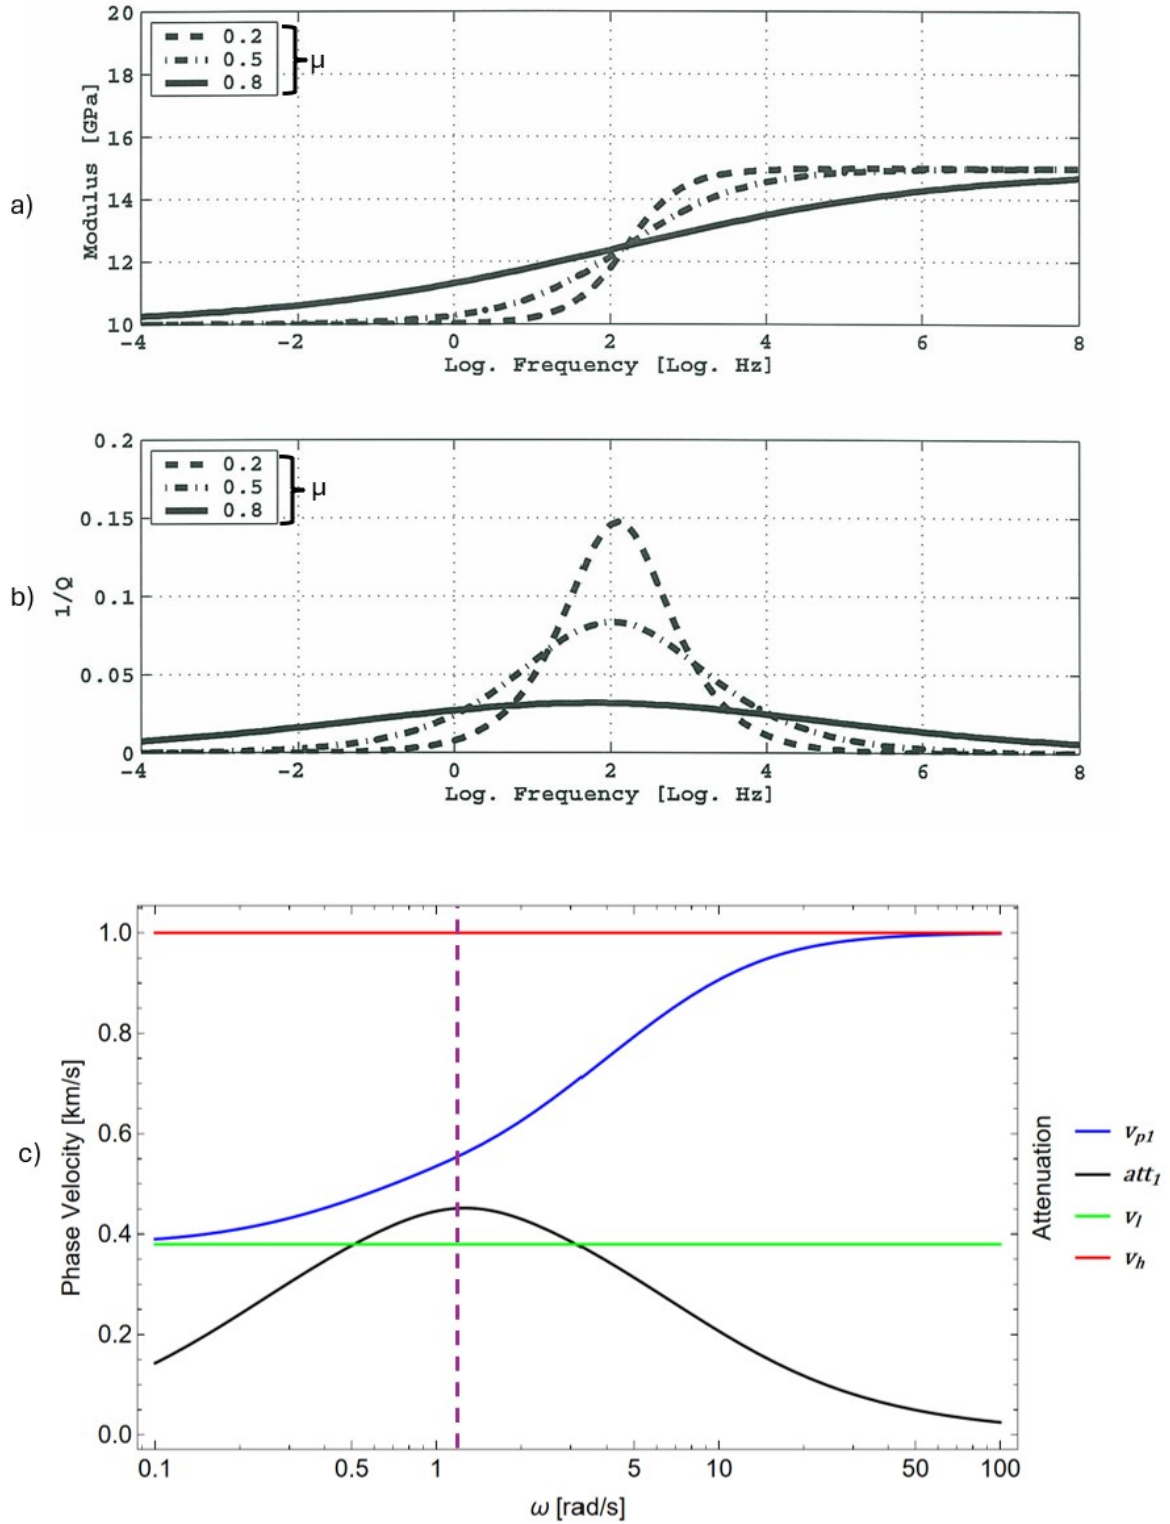 20
18
16
14
12
10
Modulus [GPa]
0.2
0.5
0.8
μ
a)
-4 -2 0 2 4 6 8
Log. Frequency [Log. Hz]
0.2
0.15
0.1
0.05
0
1/Q
0.2
0.5
0.8
μ
b)
-4 -2 0 2 4 6 8
Log. Frequency [Log. Hz]
1.0
0.8
0.6
0.4
0.2
0.0
Phase Velocity [km/s]
c)
0.1 0.5 1 5 10 50 100
ω [rad/s]
Attenuation
vp1
att1
vl
vh